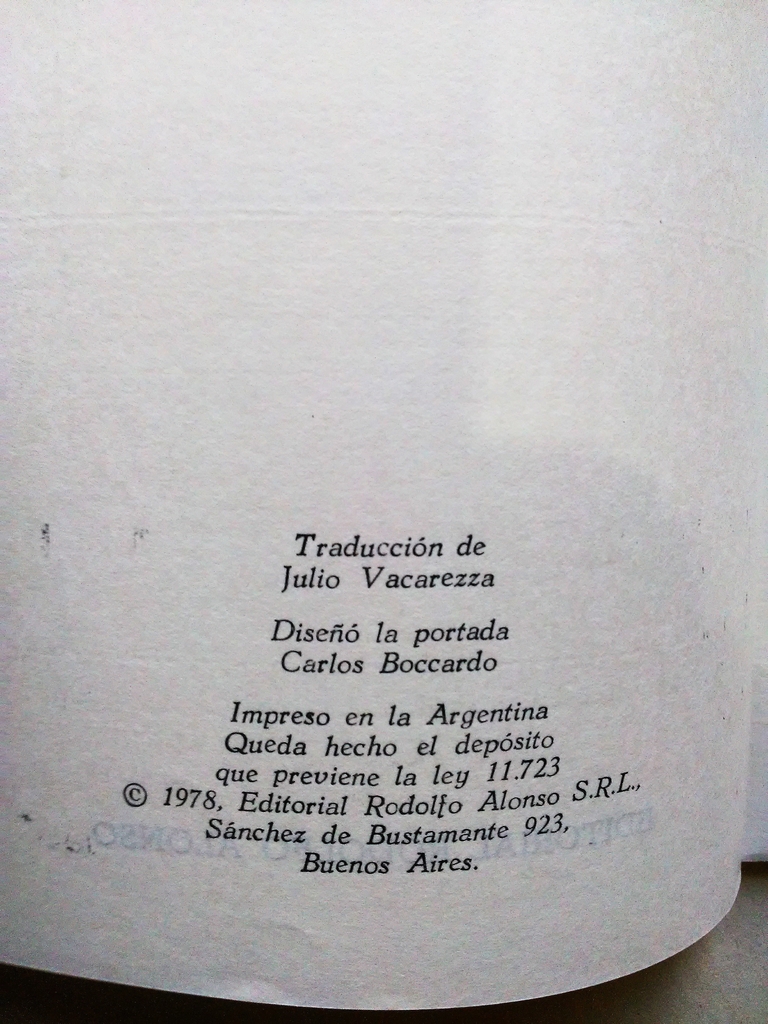 Traducción de
Julio Vacarezza
Diseñó la portada
Carlos Boccardo
Impreso en la Argentina
Queda hecho el depósito
que previene la ley 11.723
© 1978, Editorial Rodolfo Alonso S.R.L.,
Sánchez de Bustamante 923,
Buenos Aires.